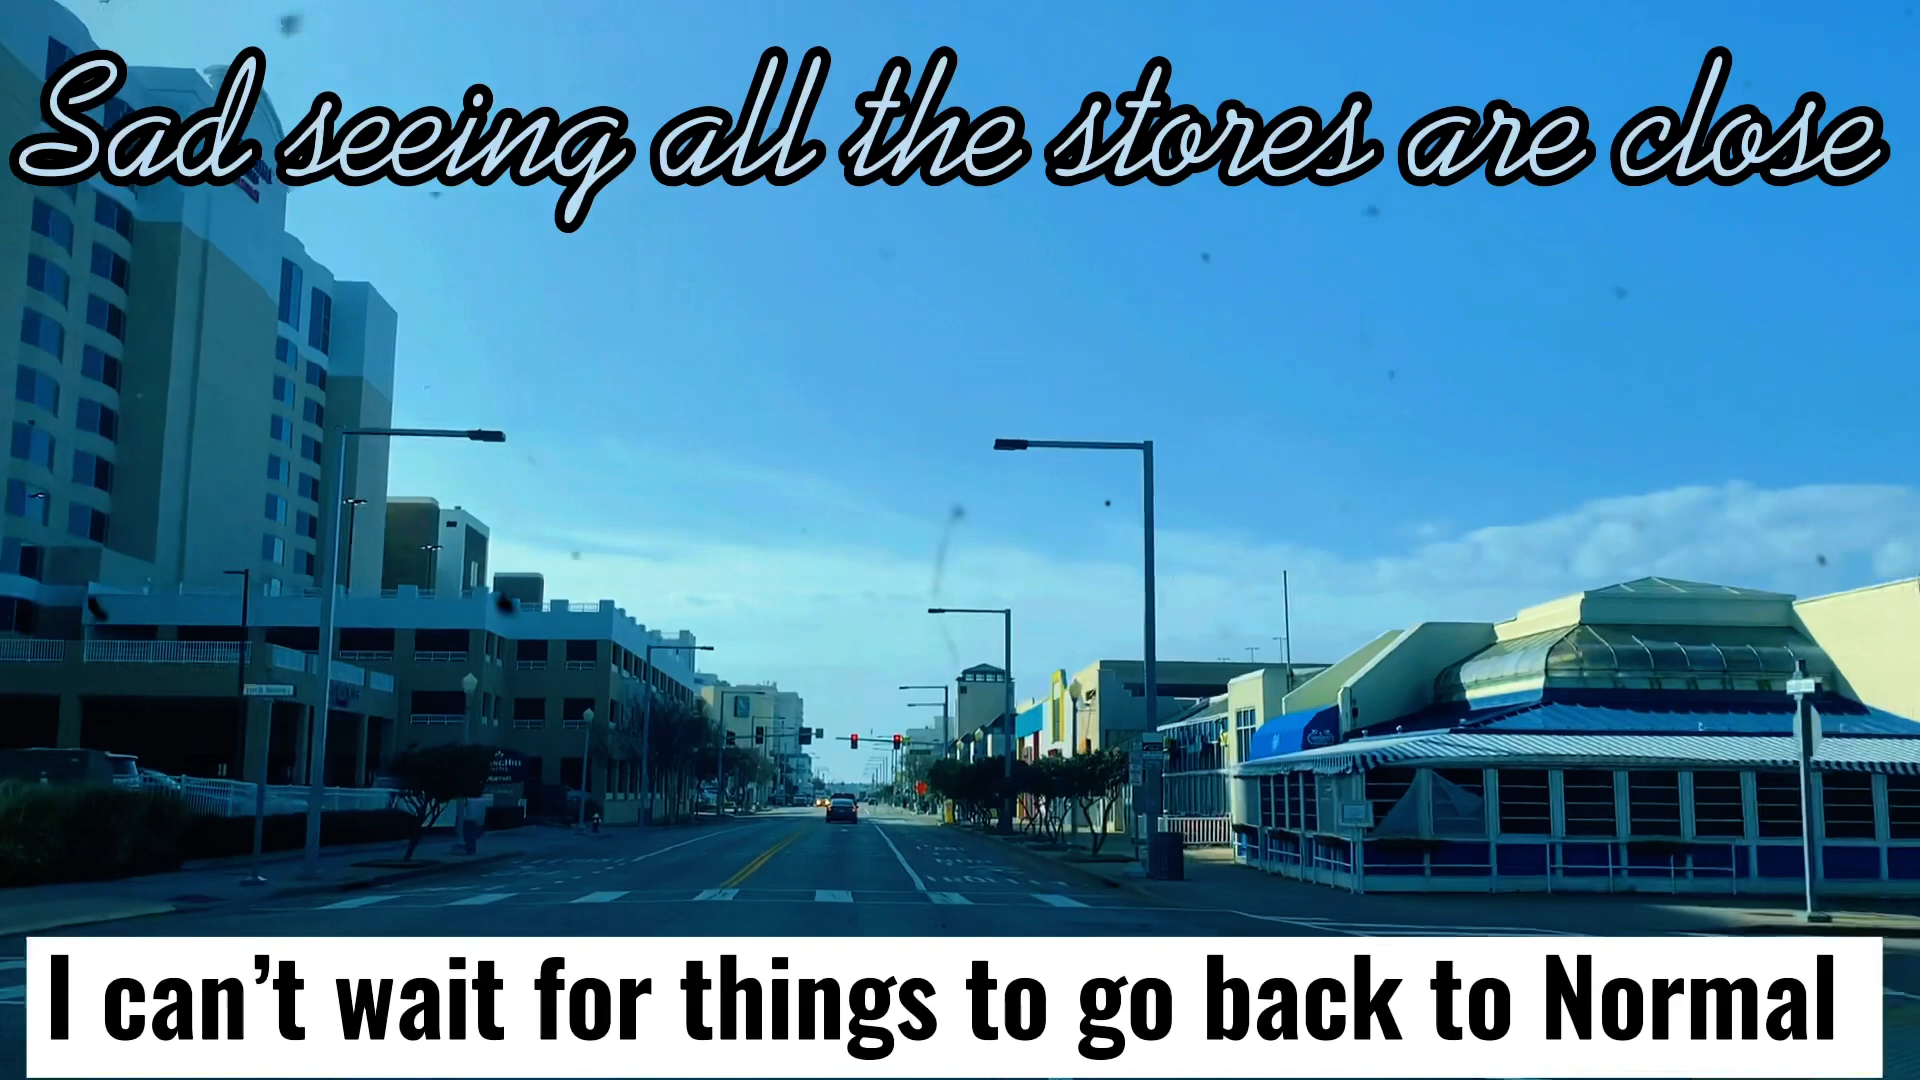 Sad seeing all the stores are close
I can't wait for things to go back to Normal